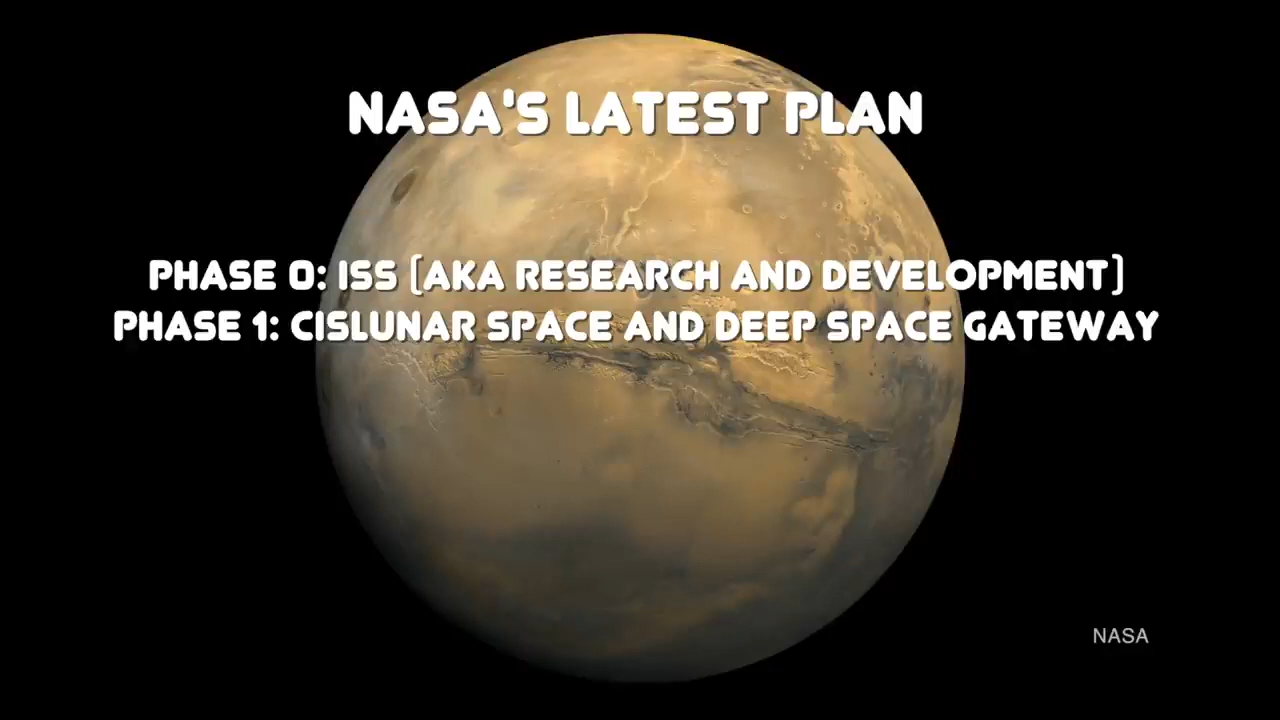 NASA'S LATEST PLAN
PHASE 0: ISS (AKA RESEARCH AND DEVELOPMENT)
PHASE 1: CISLUNAR SPACE AND DEEP SPACE GATEWAY
NASA